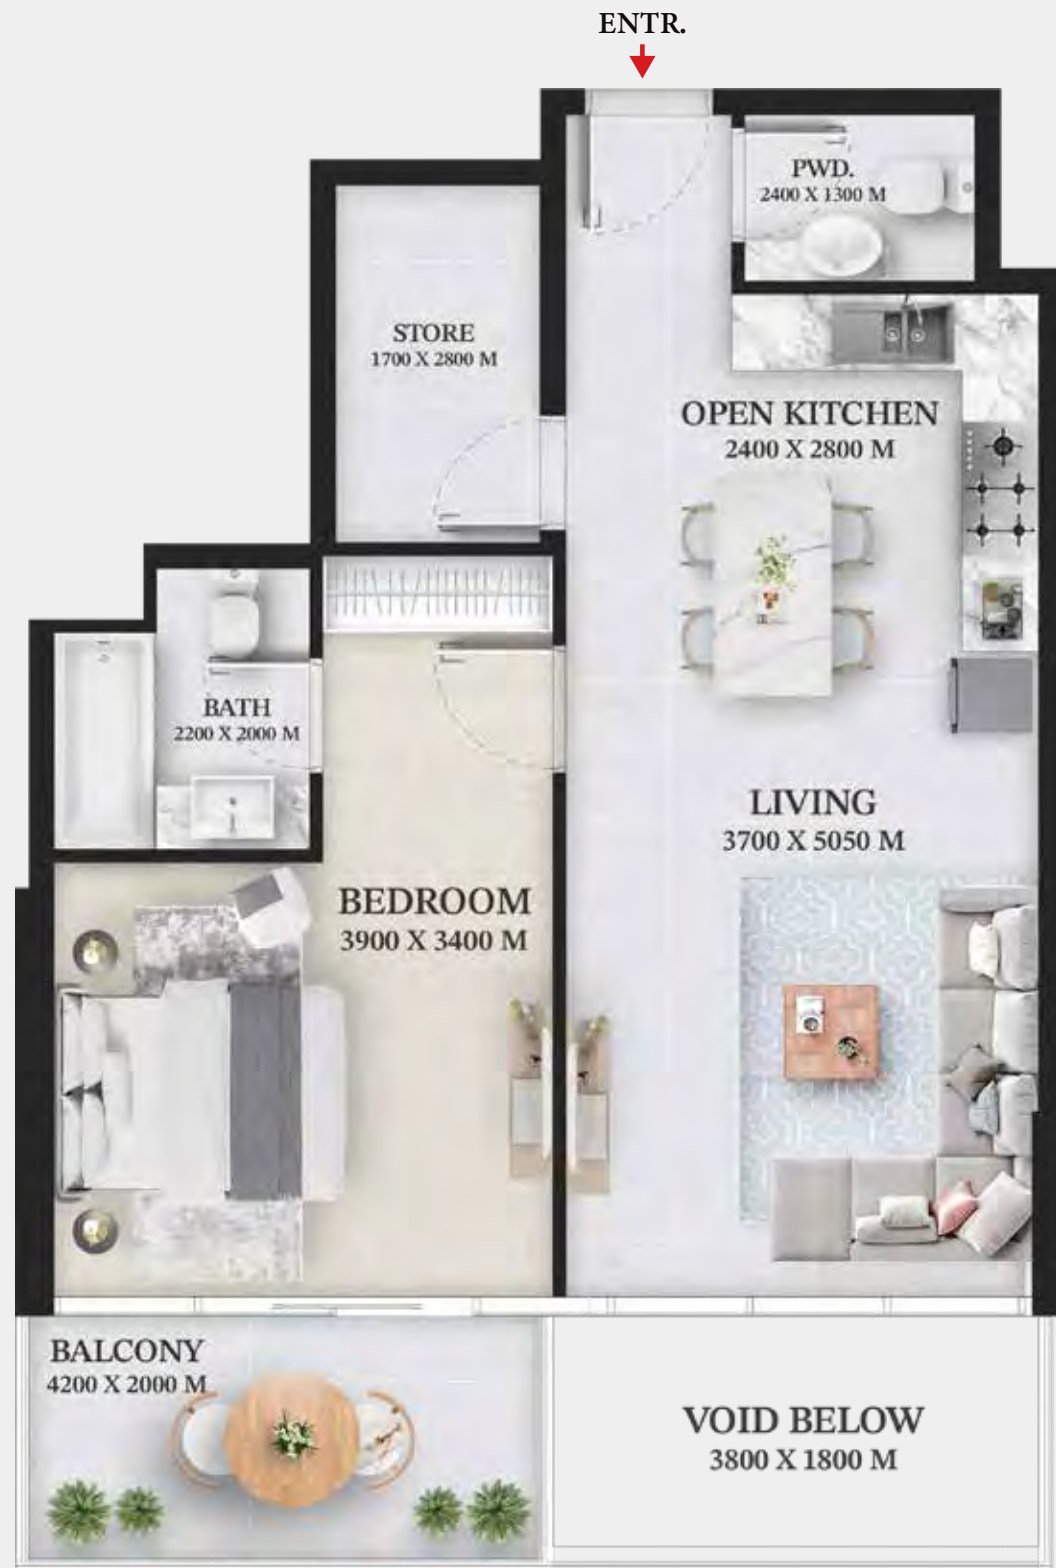 ENTR.
PWD.
2400 X 1300 M
STORE
1700 X 2800 M
OPEN KITCHEN
2400 X 2800 M
BATH
2200 X 2000 M
LIVING
3700 X 5050 M
BEDROOM
3900 X 3400 M
BALCONY
4200 X 2000 M
VOID BELOW
3800 X 1800 M